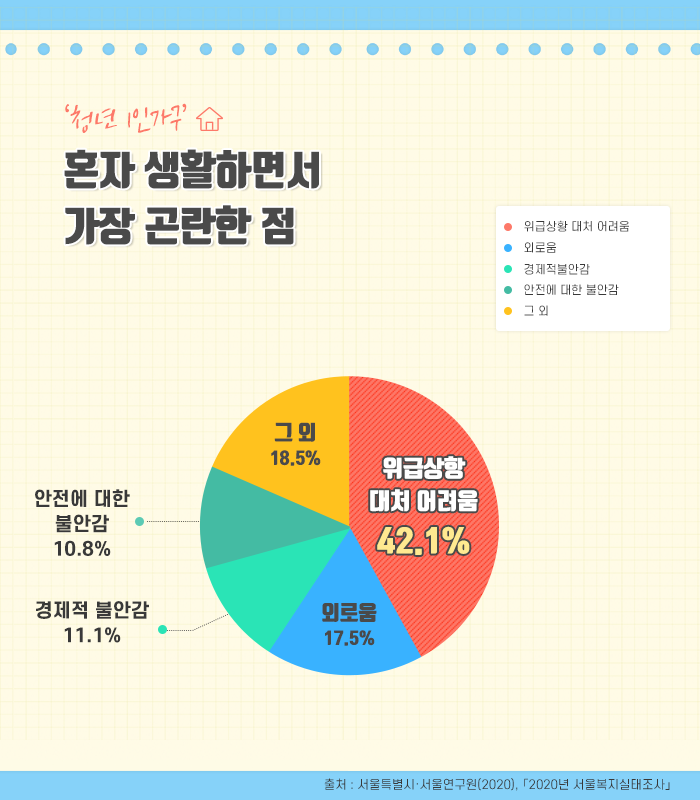 ‘청년 1인가구’
혼자 생활하면서
가장 곤란한 점
위급상황 대처 어려움
외로움
경제적불안감
안전에 대한 불안감
그 외
그 외
18.5%
위급상항
대처 어려움
42.1%
안전에 대한
불안감
10.8%
경제적 불안감
11.1%
외로움
17.5%
출처 : 서울특별시·서울연구원(2020), 「2020년 서울복지실태조사」